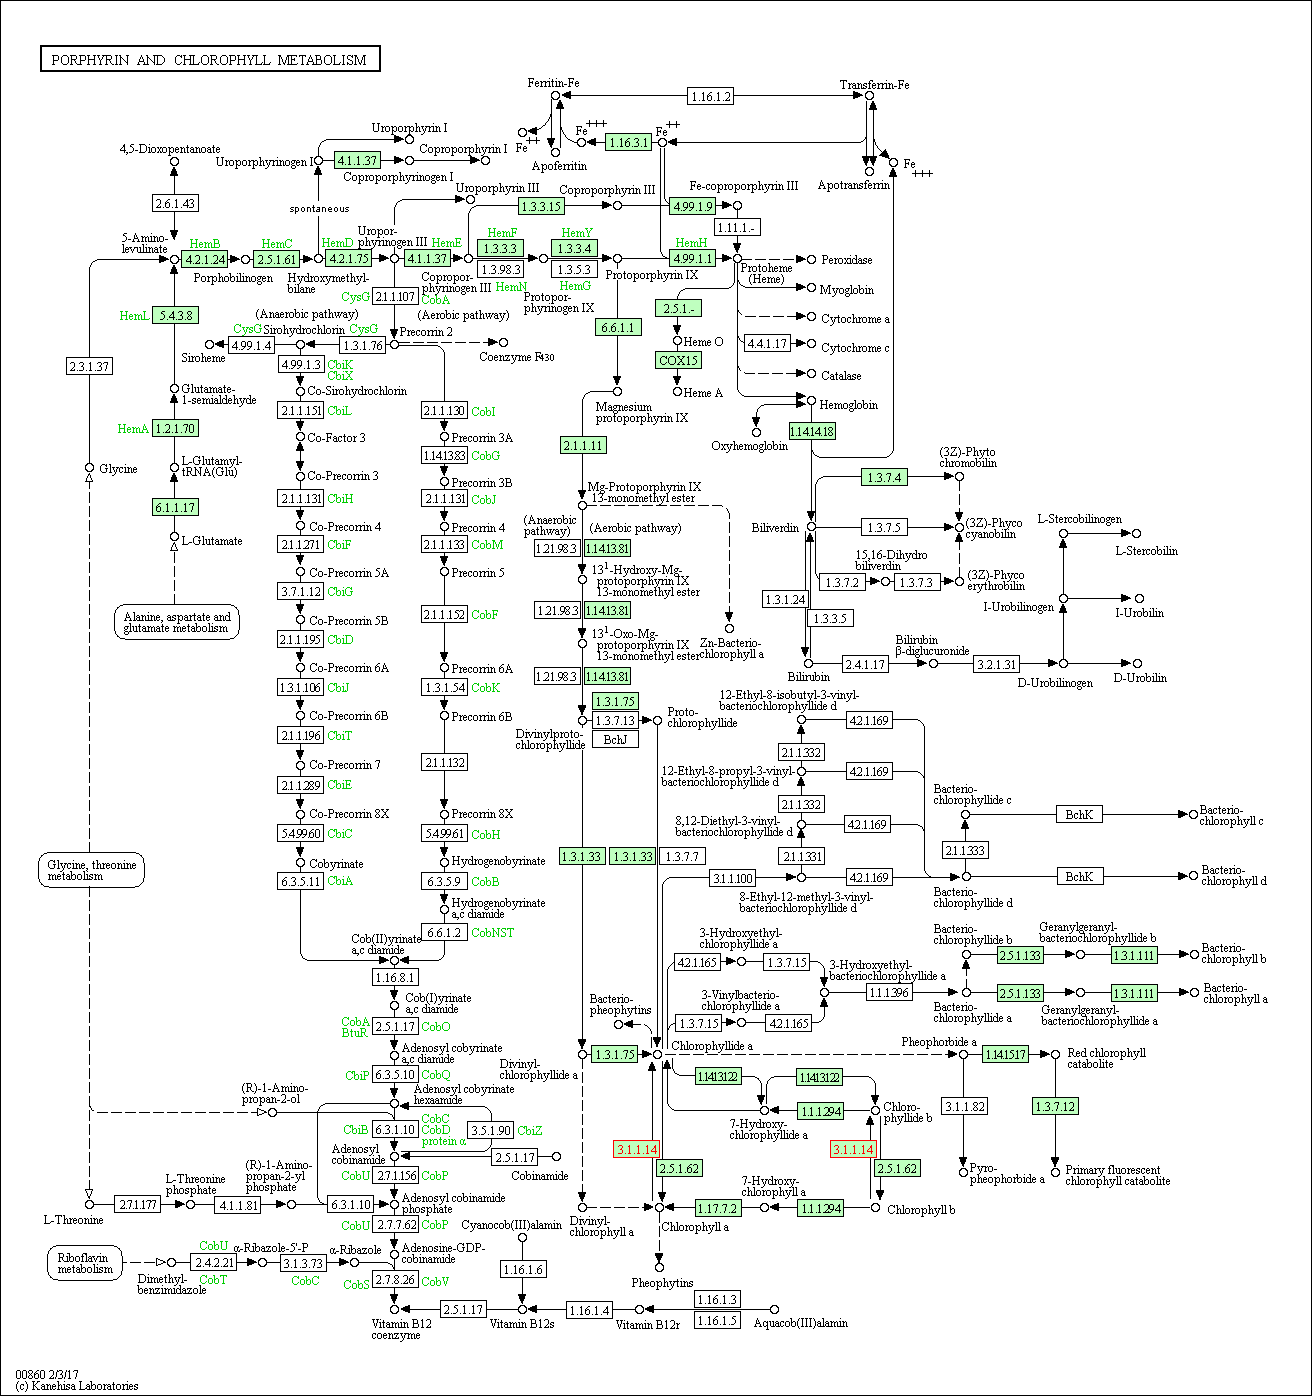 PORPHYRIN AND CHLOROPHYLL METABOLISM
Ferritin-Fe
1.16.1.2
Transferrin-Fe
Fe
++
Fe
+++
1.16.3.1
Fe
++
Apoferritin
Apotransferrin
Fe
+++
4,5-Dioxopentanoate
2.6.1.43
5-Amino-
levulinate
Uroporphyrin I
Uroporphyrinogen I
4.1.1.37
Coproporphyrin I
Coproporphyrinogen I
spontaneous
Uroporphyrin III
Coproporphyrin III
Fe-coproporphyrin III
1.3.3.15
4.99.1.9
1.11.1.-
HemB
4.2.1.24
Porphobilinogen
HemC
2.5.1.61
Hydroxymethyl-
bilane
HemD
4.2.1.75
Uropor-
phyrinogen III
HemE
4.1.1.37
Copropor-
phyrinogen III
HemF
1.3.3.3
1.3.98.3
HemN
Protopor-
phyrinogen IX
HemY
1.3.3.4
1.3.5.3
HemG
Protoporphyrin IX
HemH
4.99.1.1
Protoheme
(Heme)
Peroxidase
Myoglobin
Cytochrome a
4.4.1.17
Cytochrome c
Catalase
Hemoglobin
Oxyhemoglobin
2.5.1.-
Heme O
COX15
Heme A
6.6.1.1
Magnesium
protoporphyrin IX
HemL
5.4.3.8
Glutamate-
1-semialdehyde
HemA
1.2.1.70
L-Glutamyl-
tRNA(Glu)
6.1.1.17
L-Glutamate
Alanine, aspartate and
glutamate metabolism
2.3.1.37
Glycine
CysG
2.1.1.107
CobA
(Anaerobic pathway)
(Aerobic pathway)
CysG
Sirohydrochlorin
CysG
Precorrin 2
4.99.1.4
1.3.1.76
Siroheme
Coenzyme F430
4.99.1.3
CbiK
CbiX
Co-Sirohydrochlorin
2.1.1.151
CbiL
Co-Factor 3
Co-Precorrin 3
2.1.1.131
CbiH
Co-Precorrin 4
2.1.1.271
CbiF
Co-Precorrin 5A
3.7.1.12
CbiG
Co-Precorrin 5B
2.1.1.195
CbiD
Co-Precorrin 6A
1.3.1.106
CbiJ
Co-Precorrin 6B
2.1.1.196
CbiT
Co-Precorrin 7
2.1.1.289
CbiE
Co-Precorrin 8X
5.4.99.60
CbiC
Cobyrinate
6.3.5.11
CbiA
2.1.1.130
CobI
Precorrin 3A
1.14.13.83
CobG
Precorrin 3B
2.1.1.131
CobJ
Precorrin 4
2.1.1.133
CobM
Precorrin 5
2.1.1.152
CobF
Precorrin 6A
1.3.1.54
CobK
Precorrin 6B
2.1.1.132
Precorrin 8X
5.4.99.61
CobH
Hydrogenobyrinate
6.3.5.9
CobB
Hydrogenobyrinate
a,c diamide
6.6.1.2
CobNST
Cob(II)yrinate
a,c diamide
1.16.8.1
Cob(I)yrinate
a,c diamide
CobA
BtuR
2.5.1.17
CobO
Adenosyl cobyrinate
a,c diamide
CbiP
6.3.5.10
CobQ
Adenosyl cobyrinate
hexaamide
CbiB
6.3.1.10
CobC
CobD
protein α
3.5.1.90
CbiZ
Adenosyl
cobinamide
2.5.1.17
Cobinamide
CobU
2.7.1.156
CobP
Adenosyl cobinamide
phosphate
CobU
2.7.7.62
CobP
Adenosine-GDP-
cobinamide
CobS
2.7.8.26
CobV
Vitamin B12
coenzyme
2.5.1.17
Vitamin B12s
1.16.1.4
Vitamin B12r
1.16.1.3
1.16.1.5
Aquacob(III)alamin
Cyanocob(III)alamin
1.16.1.6
Glycine, threonine
metabolism
(R)-1-Amino-
propan-2-ol
L-Threonine
2.7.1.177
L-Threonine
phosphate
4.1.1.81
(R)-1-Amino-
propan-2-yl
phosphate
6.3.1.10
Riboflavin
metabolism
Dimethyl-
benzimidazole
CobU
2.4.2.21
CobT
α-Ribazole-5'-P
3.1.3.73
CobC
α-Ribazole
2.1.1.11
Mg-Protoporphyrin IX
13-monomethyl ester
(Anaerobic
pathway)
(Aerobic pathway)
1.21.98.3
1.14.13.81
131-Hydroxy-Mg-
protoporphyrin IX
13-monomethyl ester
1.21.98.3
1.14.13.81
131-Oxo-Mg-
protoporphyrin IX
13-monomethyl ester
Zn-Bacterio-
chlorophyll a
1.21.98.3
1.14.13.81
1.3.1.75
1.3.7.13
BchJ
Divinylproto-
chlorophyllide
Proto-
chlorophyllide
1.3.1.33
1.3.1.33
1.3.7.7
1.14.14.18
Biliverdin
1.3.7.4
(3Z)-Phyto
chromobilin
1.3.7.5
(3Z)-Phyco
cyanobilin
15,16-Dihydro
biliverdin
1.3.7.2
1.3.7.3
(3Z)-Phyco
erythrobilin
1.3.1.24
1.3.3.5
Bilirubin
2.4.1.17
Bilirubin
β-diglucuronide
3.2.1.31
D-Urobilinogen
D-Urobilin
I-Urobilinogen
I-Urobilin
L-Stercobilinogen
L-Stercobilin
12-Ethyl-8-isobutyl-3-vinyl-
bacteriochlorophyllide d
4.2.1.169
2.1.1.332
12-Ethyl-8-propyl-3-vinyl-
bacteriochlorophyllide d
4.2.1.169
2.1.1.332
8,12-Diethyl-3-vinyl-
bacteriochlorophyllide d
4.2.1.169
2.1.1.331
3.1.1.100
4.2.1.169
8-Ethyl-12-methyl-3-vinyl-
bacteriochlorophyllide d
Bacterio-
chlorophyllide c
BchK
Bacterio-
chlorophyll c
2.1.1.333
Bacterio-
chlorophyllide d
BchK
Bacterio-
chlorophyll d
3-Hydroxyethyl-
chlorophyllide a
4.2.1.165
1.3.7.15
3-Hydroxyethyl-
bacteriochlorophyllide a
3-Vinylbacterio-
chlorophyllide a
1.3.7.15
4.2.1.165
1.1.1.396
Bacterio-
chlorophyllide b
2.5.1.133
Geranylgeranyl-
bacteriochlorophyllide b
1.3.1.111
Bacterio-
chlorophyll b
Bacterio-
chlorophyllide a
2.5.1.133
Geranylgeranyl-
bacteriochlorophyllide a
1.3.1.111
Bacterio-
chlorophyll a
Bacterio-
pheophytins
Divinyl-
chlorophyllide a
1.3.1.75
Chlorophyllide a
Pheophorbide a
1.14.15.17
Red chlorophyll
catabolite
3.1.1.82
Pyro-
pheophorbide a
1.3.7.12
Primary fluorescent
cheophyll catabolite
1.14.13.122
1.14.13.122
7-Hydroxy-
chlorophyllide a
1.1.1.294
Chloro-
phyllide b
3.1.1.14
2.5.1.62
3.1.1.14
2.5.1.62
Divinyl-
chlorophyll a
Chlorophyll a
1.17.7.2
7-Hydroxy-
chlorophyll a
1.1.1.294
Chlorophyll b
Pheophytins
00860 2/3/17
(c) Kanehisa Laboratories